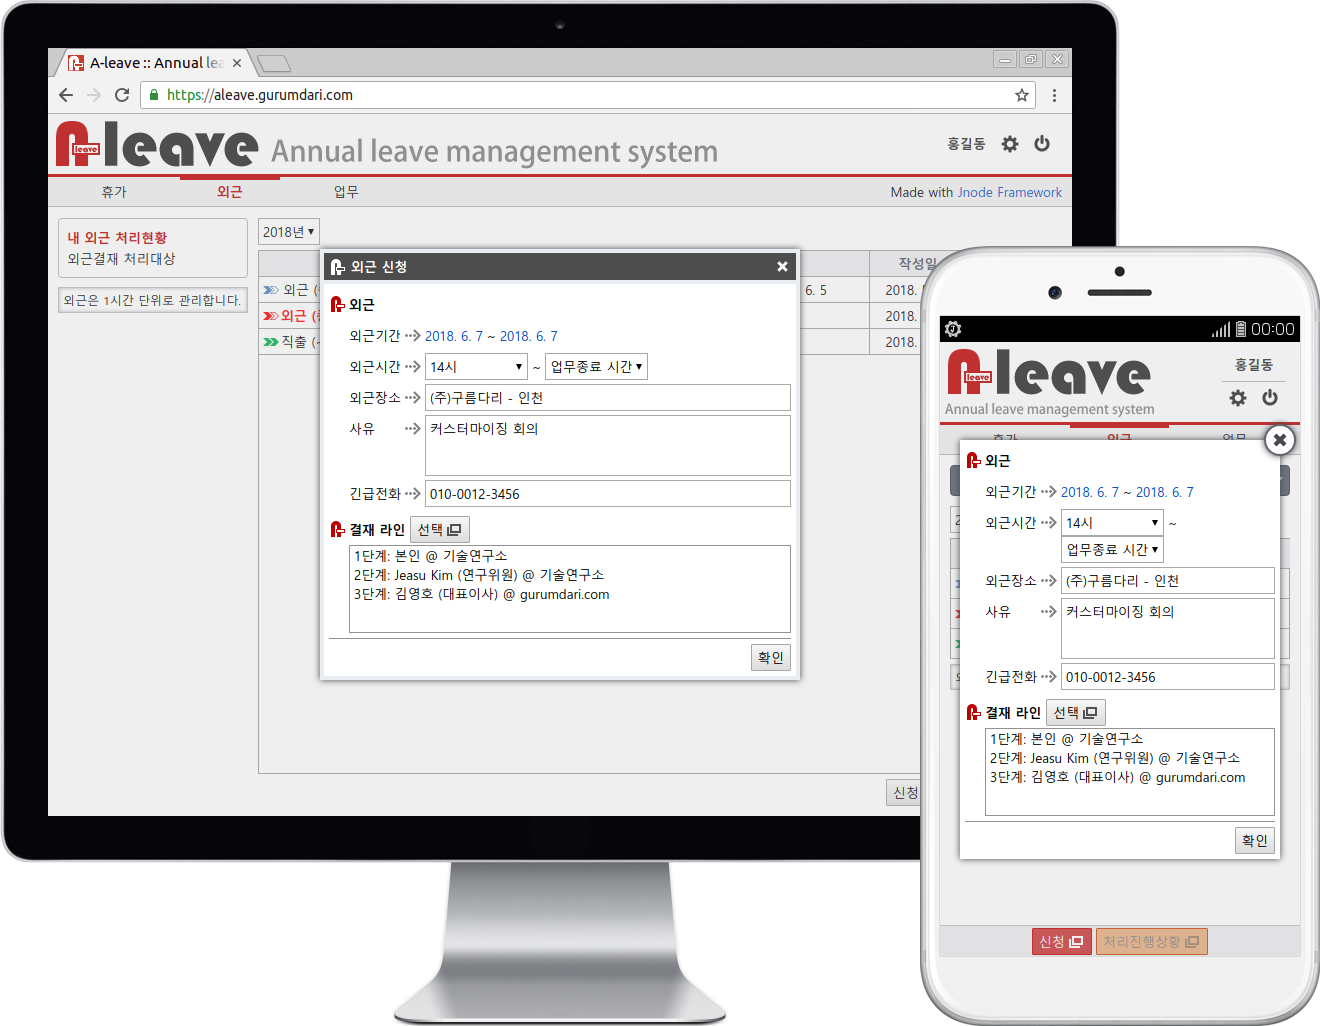 A-leave :: Annual lea
https://aleave.gurumdari.com
A-leave
leave
Annual leave management system
홍길동
휴가
외근
업무
Made with Jnode Framework
내 외근 처리현황
외근결재 처리대상
외근은 1시간 단위로 관리합니다.
2018년
작성일
외근 (
6. 5
2018.
외근 (
2018.
직출 (
2018.
신청
외근 신청
외근
외근기간 2018. 6. 7 ~ 2018. 6. 7
외근시간 14시 ~ 업무종료 시간
외근장소 (주)구름다리 - 인천
사유 커스터마이징 회의
긴급전화 010-0012-3456
결재 라인 선택
1단계: 본인 @ 기술연구소
2단계: Jeasu Kim (연구위원) @ 기술연구소
3단계: 김영호 (대표이사) @ gurumdari.com
확인
00:00
A-leave
leave
Annual leave management system
홍길동
휴가
외근
업무
외근
외근기간 2018. 6. 7 ~ 2018. 6. 7
외근시간 14시 ~
업무종료 시간
외근장소 (주)구름다리 - 인천
사유 커스터마이징 회의
긴급전화 010-0012-3456
결재 라인 선택
1단계: 본인 @ 기술연구소
2단계: Jeasu Kim (연구위원) @ 기술연구소
3단계: 김영호 (대표이사) @ gurumdari.com
확인
신청
처리진행상황